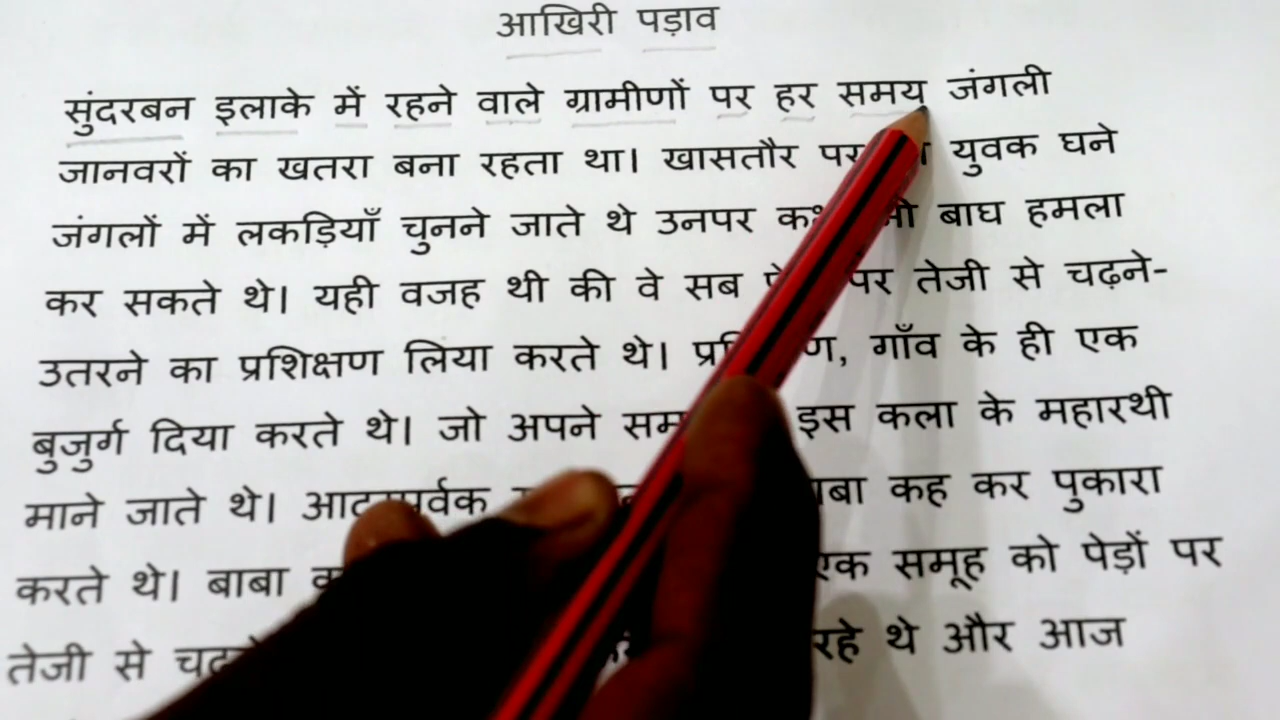 आखिरी पड़ाव
सुंदरबन इलाके में रहने वाले ग्रामीणों पर हर समय जंगली
जानवरों का खतरा बना रहता था। खासतौर पर युवक घने
जंगलों में लकड़ियाँ चुनने जाते थे उनपर बाघ हमला
कर सकते थे। यही वजह थी की वे सब पर तेजी से चढ़ने-
उतरने का प्रशिक्षण लिया करते थे। गाँव के ही एक
बुजुर्ग दिया करते थे। जो अपने इस कला के महारथी
माने जाते थे। कह कर पुकारा
करते थे। बाबा एक समूह को पेड़ों पर
तेजी से रहे थे और आज